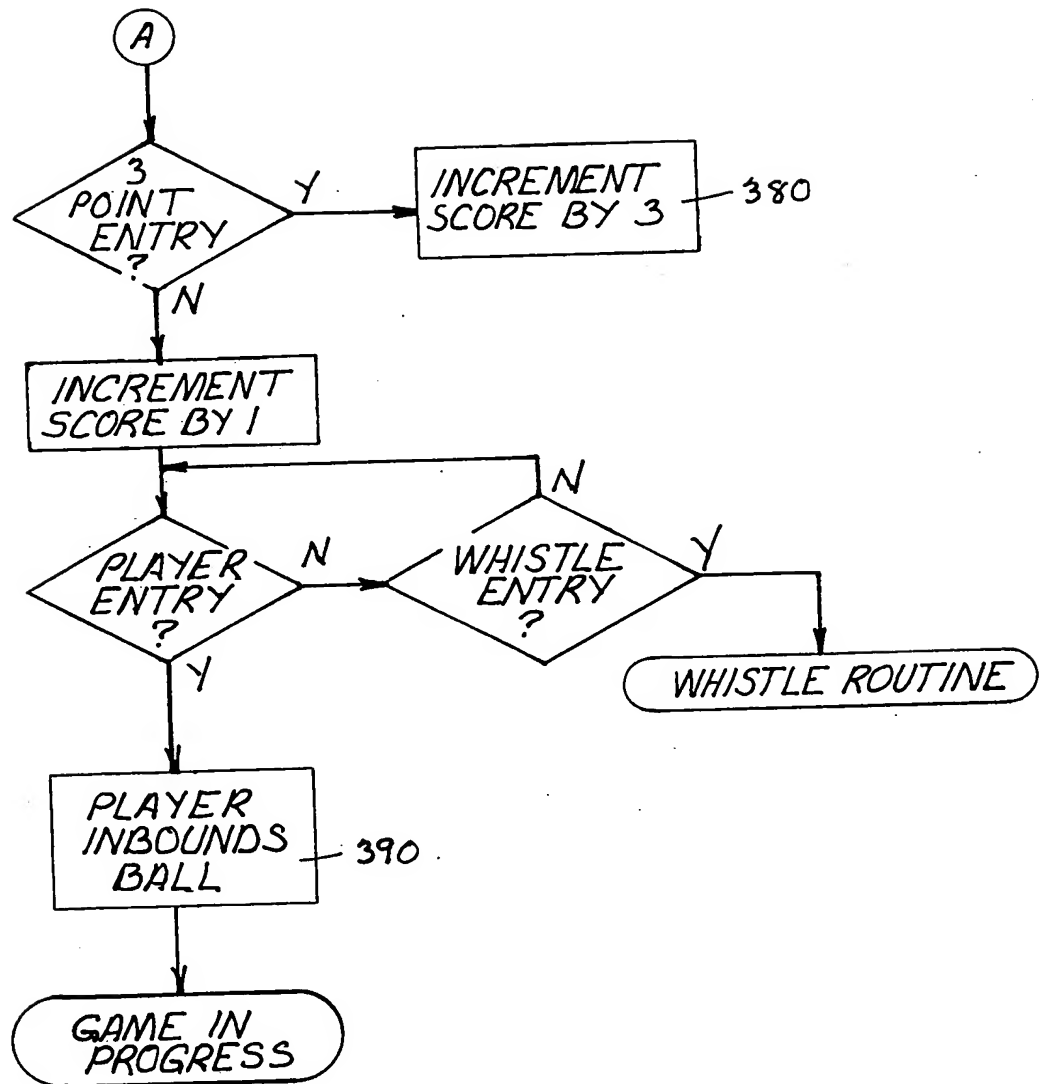 A
3
POINT
ENTRY
?
Y
INCREMENT
SCORE BY 3
380
N
INCREMENT
SCORE BY 1
N
PLAYER
ENTRY
?
N
WHISTLE
ENTRY
?
Y
Y
WHISTLE ROUTINE
PLAYER
INBOUNDS
BALL
390
GAME IN
PROGRESS